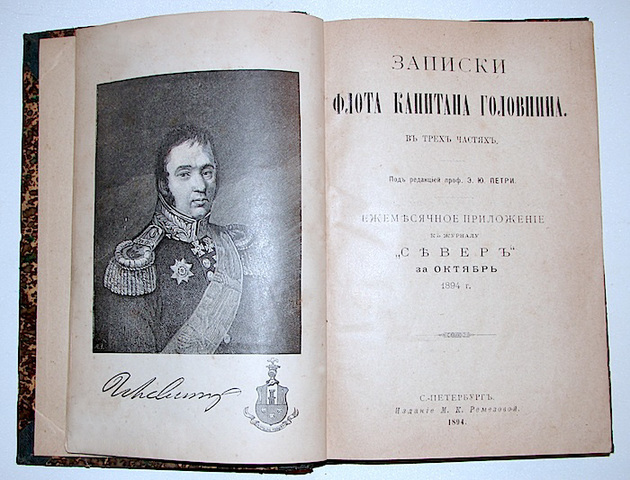 ЗАПИСКИ
ФЛОТА КАПИТАНА ГОЛОВНИНА.
ВЪ ТРЕХЪ ЧАСТЯХЪ.
Подъ редакціей проф. Э. Ю. ПЕТРИ.
ЕЖЕМѢСЯЧНОЕ ПРИЛОЖЕНІЕ
КЪ ЖУРНАЛУ
„СѢВЕРЪ"
за ОКТЯБРЬ
1894 г.
С.-ПЕТЕРБУРГЪ.
Изданіе М. К. Ремезовой.
1894.